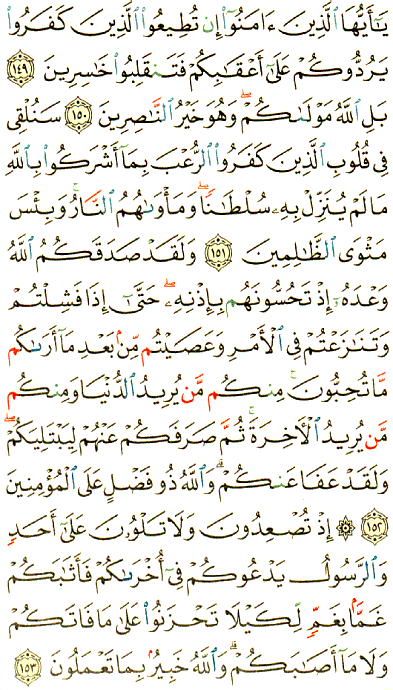 يَٰٓأَيُّهَا ٱلَّذِينَ ءَامَنُوٓا۟ إِن تُطِيعُوا۟ ٱلَّذِينَ كَفَرُوا۟
يَرُدُّوكُمْ عَلَىٰٓ أَعْقَٰبِكُمْ فَتَنقَلِبُوا۟ خَٰسِرِينَ ١٤٩
بَلِ ٱللَّهُ مَوْلَىٰكُمْ ۖ وَهُوَ خَيْرُ ٱلنَّٰصِرِينَ ١٥٠ سَنُلْقِى
فِى قُلُوبِ ٱلَّذِينَ كَفَرُوا۟ ٱلرُّعْبَ بِمَآ أَشْرَكُوا۟ بِٱللَّهِ
مَا لَمْ يُنَزِّلْ بِهِۦ سُلْطَٰنًا ۖ وَمَأْوَىٰهُمُ ٱلنَّارُ ۚ وَبِئْسَ
مَثْوَى ٱلظَّٰلِمِينَ ١٥١ وَلَقَدْ صَدَقَكُمُ ٱللَّهُ
وَعْدَهُۥٓ إِذْ تَحُسُّونَهُم بِإِذْنِهِۦ ۖ حَتَّىٰٓ إِذَا فَشِلْتُمْ
وَتَنَٰزَعْتُمْ فِى ٱلْأَمْرِ وَعَصَيْتُم مِّنۢ بَعْدِ مَآ أَرَىٰكُم
مَّا تُحِبُّونَ ۚ مِنكُم مَّن يُرِيدُ ٱلدُّنْيَا وَمِنكُم
مَّن يُرِيدُ ٱلْءَاخِرَةَ ۚ ثُمَّ صَرَفَكُمْ عَنْهُمْ لِيَبْتَلِيَكُمْ ۖ
وَلَقَدْ عَفَا عَنكُمْ ۗ وَٱللَّهُ ذُو فَضْلٍ عَلَى ٱلْمُؤْمِنِينَ
١٥٢ ۞ إِذْ تُصْعِدُونَ وَلَا تَلْوُۥنَ عَلَىٰٓ أَحَدٍ
وَٱلرَّسُولُ يَدْعُوكُمْ فِىٓ أُخْرَىٰكُمْ فَأَثَٰبَكُمْ
غَمًّۢا بِغَمٍّ لِّكَيْلَا تَحْزَنُوا۟ عَلَىٰ مَا فَاتَكُمْ
وَلَا مَآ أَصَٰبَكُمْ ۗ وَٱللَّهُ خَبِيرٌۢ بِمَا تَعْمَلُونَ ١٥٣